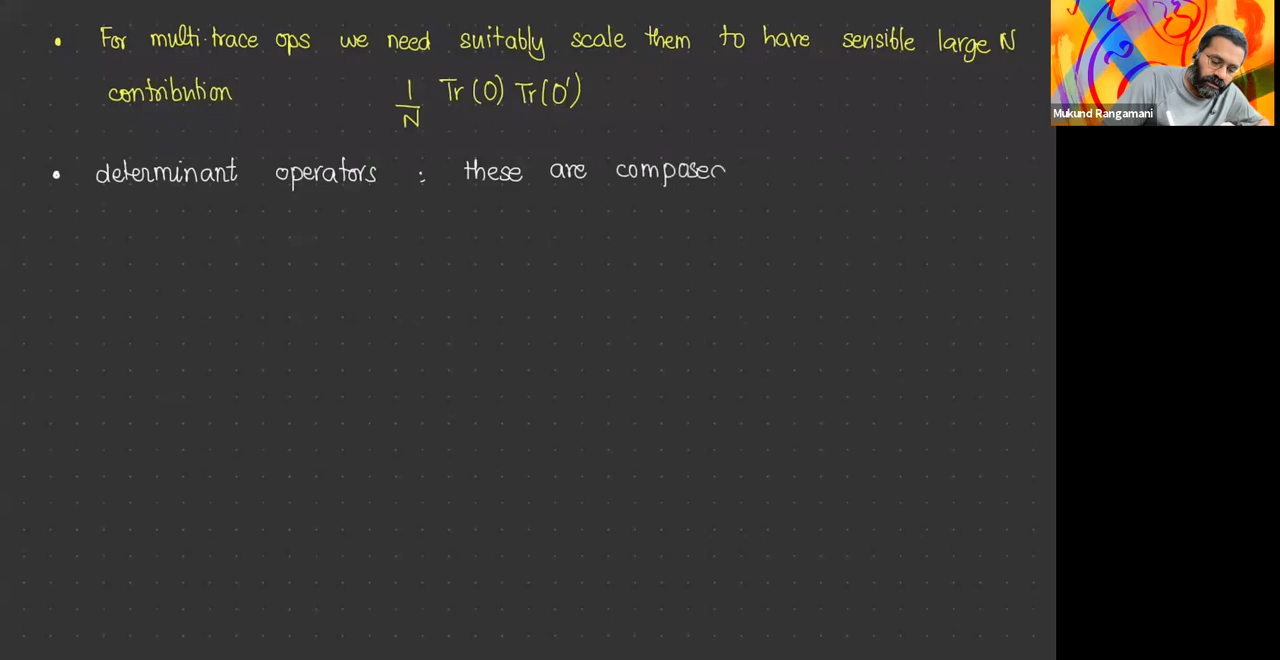 • For multi-trace ops we need suitably scale them to have sensible large N
contribution 1/N Tr(O) Tr(O')
• determinant operators : these are composed
Mukund Rangamani